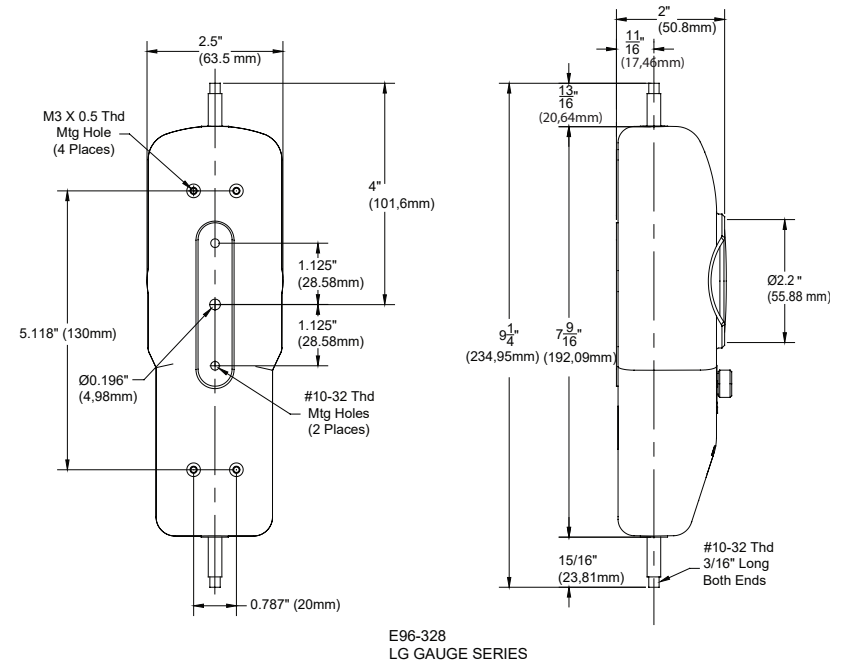 2.5"
(63.5 mm)
M3 X 0.5 Thd
Mtg Hole
(4 Places)
4"
(101,6mm)
1.125"
(28.58mm)
5.118" (130mm)
1.125"
(28.58mm)
Ø0.196"
(4,98mm)
#10-32 Thd
Mtg Holes
(2 Places)
0.787" (20mm)
2"
(50.8mm)
11/16"
(17,46mm)
13/16"
(20,64mm)
Ø2.2"
(55.88 mm)
9 1/4"
(234,95mm)
7 9/16"
(192,09mm)
15/16"
(23,81mm)
#10-32 Thd
3/16" Long
Both Ends
E96-328
LG GAUGE SERIES